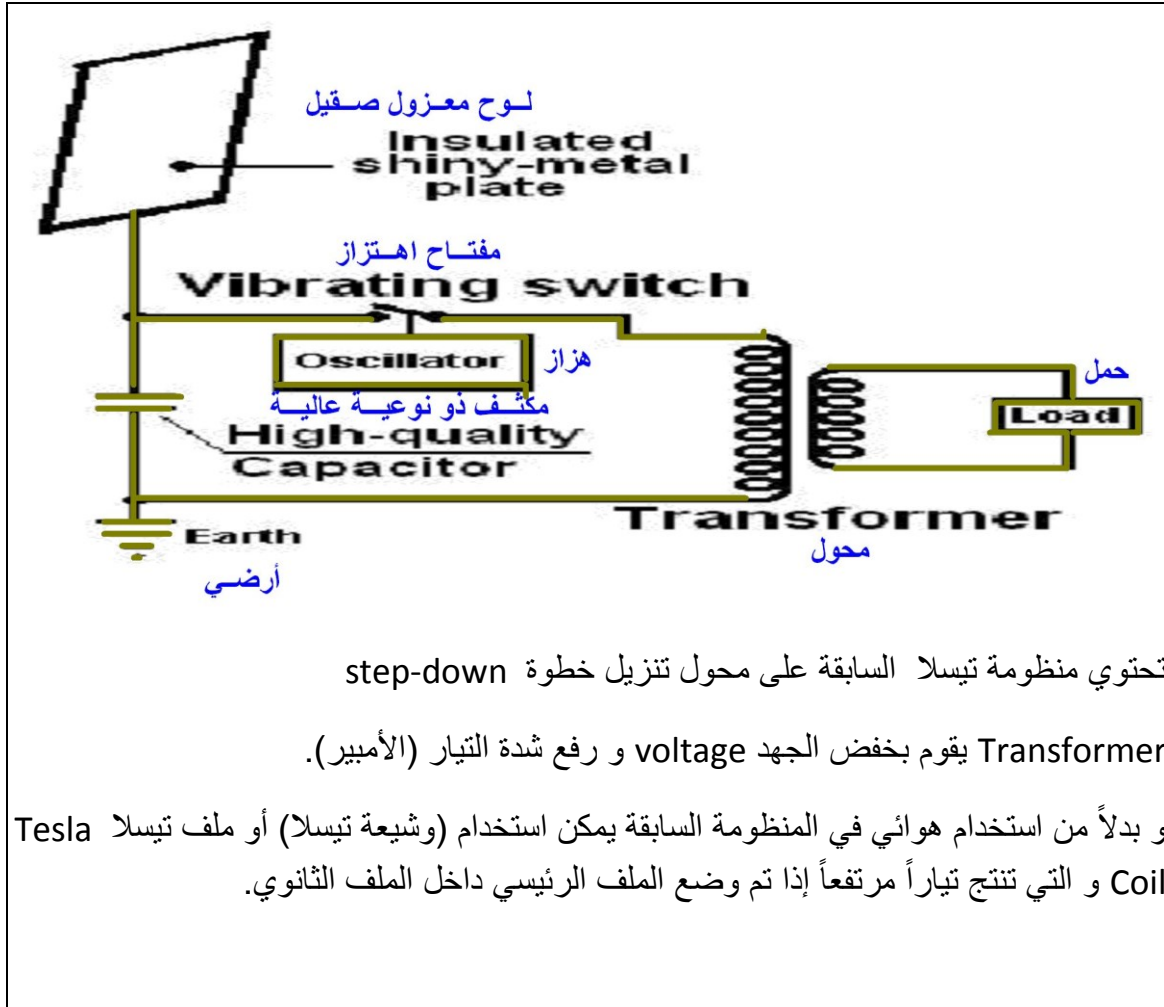 لـوح معـزول صـقيل
Insulated
shiny-metal
plate
مفتـاح اهـتزاز
Vibrating switch
Oscillator
هزاز
حمل
Load
مكثـف ذو نوعيـة عاليـة
High-quality
Capacitor
Transformer
محول
Earth
أرضـي
تحتوي منظومة تيسلا السابقة على محول تنزيل خطوة step-down
Transformer يقوم بخفض الجهد voltage و رفع شدة التيار (الأمبير).
و بدلاً من استخدام هوائي في المنظومة السابقة يمكن استخدام (وشيعة تيسلا) أو ملف تيسلا Tesla
Coil و التي تنتج تياراً مرتفعاً إذا تم وضع الملف الرئيسي داخل الملف الثانوي.